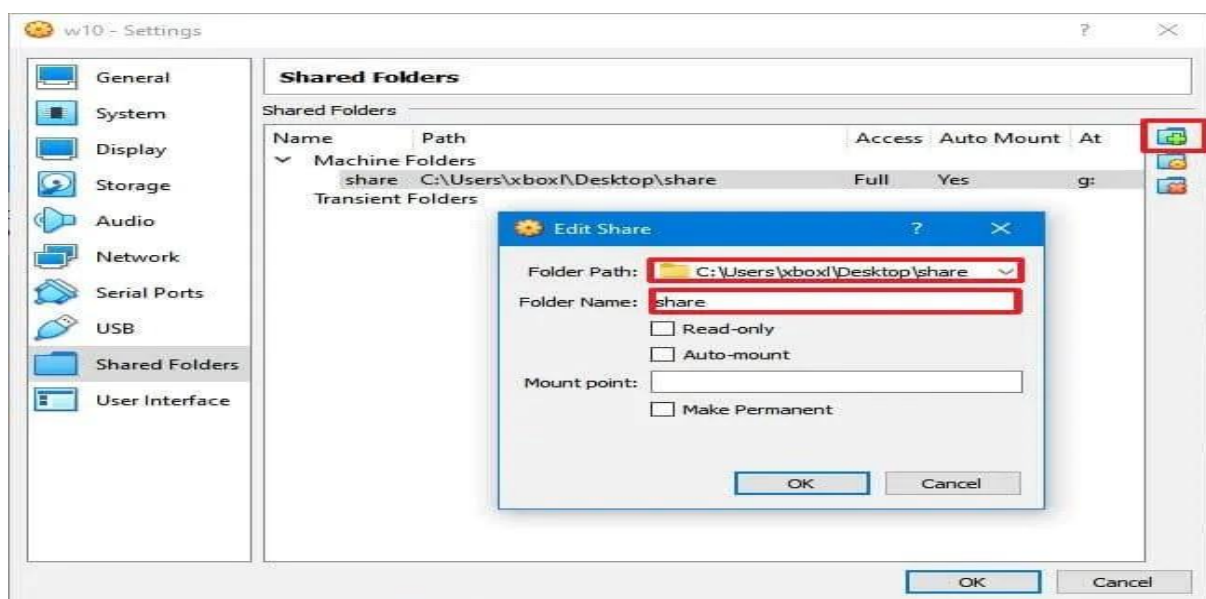 w10 - Settings
?
General
System
Display
Storage
Audio
Network
Serial Ports
USB
Shared Folders
User Interface
Shared Folders
Shared Folders
Name Path Access Auto Mount At
Machine Folders
share C:\Users\xboxl\Desktop\share Full Yes g:
Transient Folders
Edit Share ?
Folder Path: C:\Users\xboxl\Desktop\share
Folder Name: share
Read-only
Auto-mount
Mount point:
Make Permanent
OK Cancel
OK Cancel